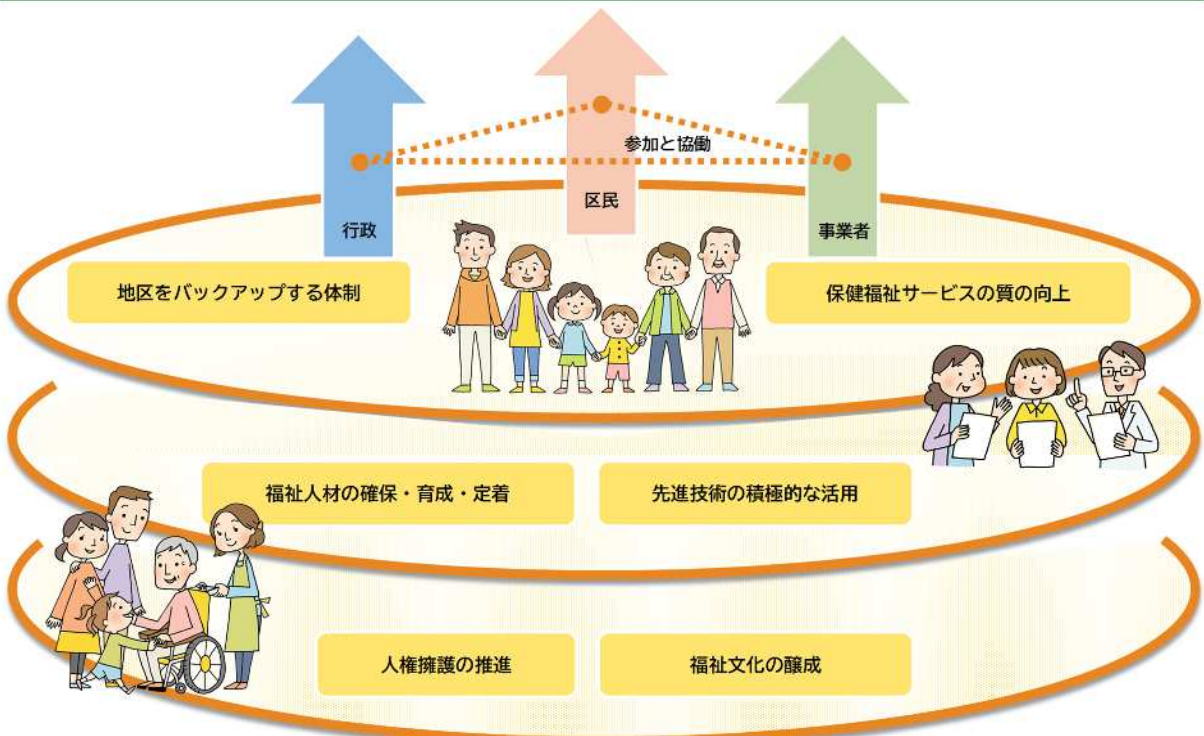 参加と協働
区民
行政
事業者
地区をバックアップする体制
保健福祉サービスの質の向上
福祉人材の確保・育成・定着
先進技術の積極的な活用
人権擁護の推進
福祉文化の醸成